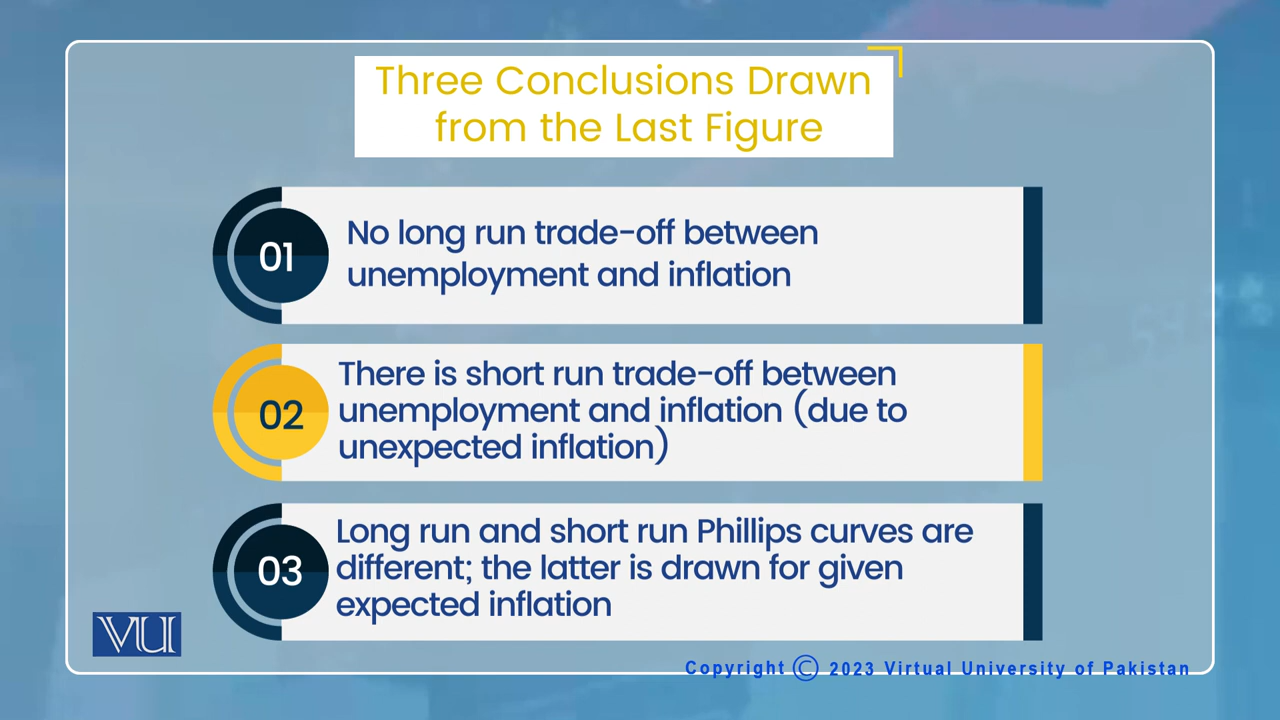 Three Conclusions Drawn
from the Last Figure
01
No long run trade-off between
unemployment and inflation
02
There is short run trade-off between
unemployment and inflation (due to
unexpected inflation)
03
Long run and short run Phillips curves are
different; the latter is drawn for given
expected inflation
VU
Copyright © 2023 Virtual University of Pakistan